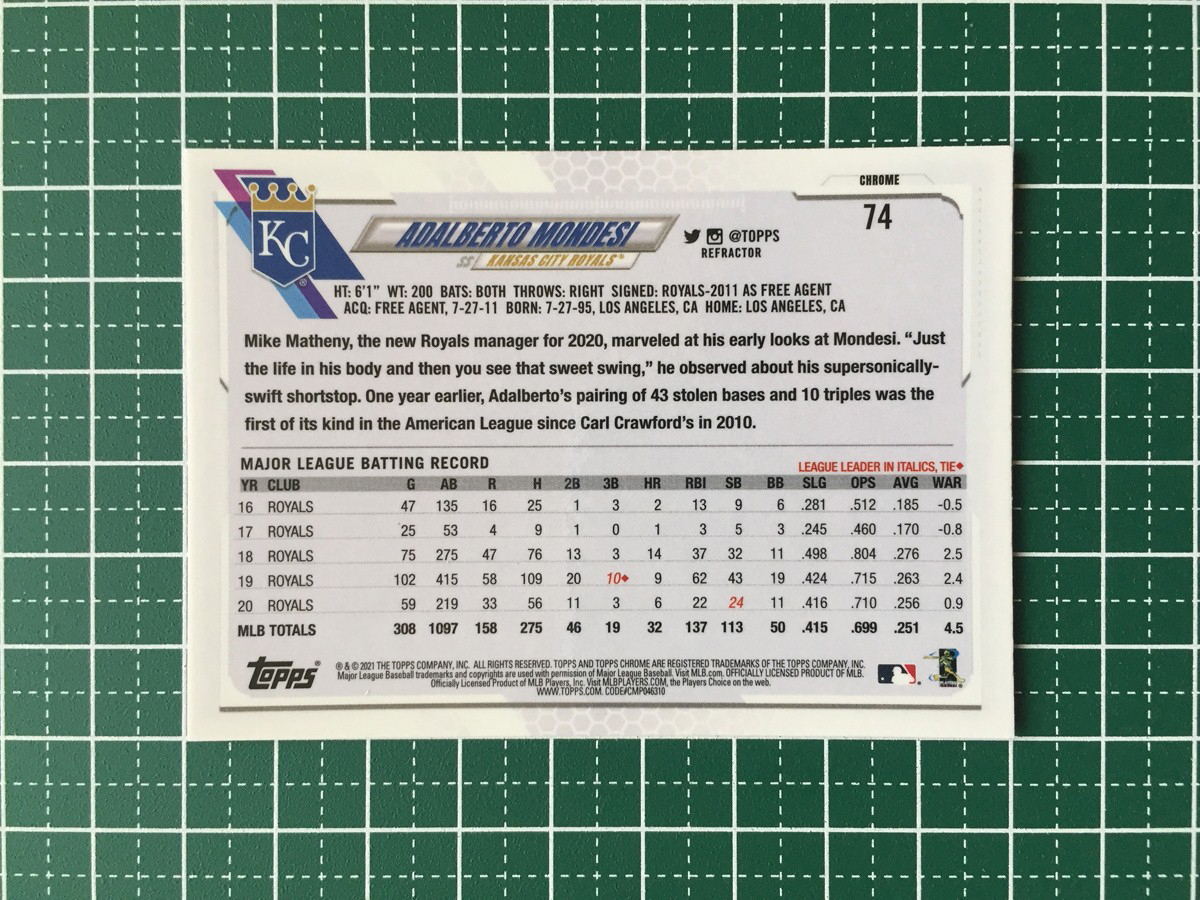 CHROME
74
KC
ADALBERTO MONDESI
@TOPPS
SS KANSAS CITY ROYALS®
REFRACTOR
HT: 6'1" WT: 200 BATS: BOTH THROWS: RIGHT SIGNED: ROYALS-2011 AS FREE AGENT
ACQ: FREE AGENT, 7-27-11 BORN: 7-27-95, LOS ANGELES, CA HOME: LOS ANGELES, CA
Mike Matheny, the new Royals manager for 2020, marveled at his early looks at Mondesi. “Just
the life in his body and then you see that sweet swing,” he observed about his supersonically-
swift shortstop. One year earlier, Adalberto’s pairing of 43 stolen bases and 10 triples was the
first of its kind in the American League since Carl Crawford’s in 2010.
MAJOR LEAGUE BATTING RECORD LEAGUE LEADER IN ITALICS, TIE◆
YR CLUB G AB R H 2B 3B HR RBI SB BB SLG OPS AVG WAR
16 ROYALS 47 135 16 25 1 3 2 13 9 6 .281 .512 .185 -0.5
17 ROYALS 25 53 4 9 1 0 1 3 5 3 .245 .460 .170 -0.8
18 ROYALS 75 275 47 76 13 3 14 37 32 11 .498 .804 .276 2.5
19 ROYALS 102 415 58 109 20 10◆ 9 62 43 19 .424 .715 .263 2.4
20 ROYALS 59 219 33 56 11 3 6 22 24 11 .416 .710 .256 0.9
MLB TOTALS 308 1097 158 275 46 19 32 137 113 50 .415 .699 .251 4.5
Topps®
® & © 2021 THE TOPPS COMPANY, INC. ALL RIGHTS RESERVED. TOPPS AND TOPPS CHROME ARE REGISTERED TRADEMARKS OF THE TOPPS COMPANY, INC.
Major League Baseball trademarks and copyrights are used with permission of Major League Baseball. Visit MLB.com. OFFICIALLY LICENSED PRODUCT OF MLB.
Officially Licensed Product of MLB Players, Inc. Visit MLBPLAYERS.COM, the Players Choice on the web.
WWW.TOPPS.COM. CODE#CMP046310